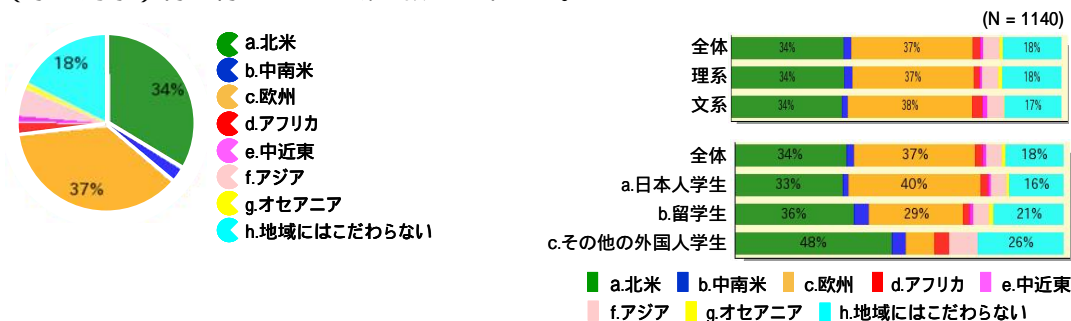 (N = 1140)
18%
34%
37%
a.北米
b.中南米
c.欧州
d.アフリカ
e.中近東
f.アジア
g.オセアニア
h.地域にはこだわらない
全体 34% 37% 18%
理系 34% 37% 18%
文系 34% 38% 17%
全体 34% 37% 18%
a.日本人学生 33% 40% 16%
b.留学生 36% 29% 21%
c.その他の外国人学生 48% 26%
a.北米 b.中南米 c.欧州 d.アフリカ e.中近東
f.アジア g.オセアニア h.地域にはこだわらない